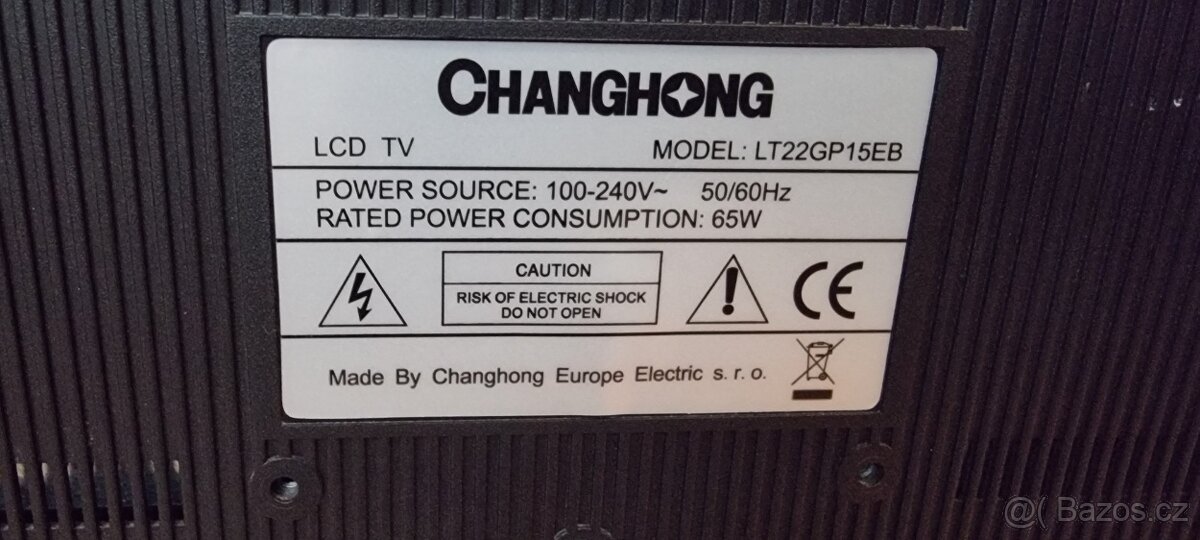 CHANGHONG
LCD TV MODEL: LT22GP15EB
POWER SOURCE: 100-240V~ 50/60Hz
RATED POWER CONSUMPTION: 65W
CAUTION
RISK OF ELECTRIC SHOCK
DO NOT OPEN
CE
Made By Changhong Europe Electric s. r. o.
@( Bazos.cz